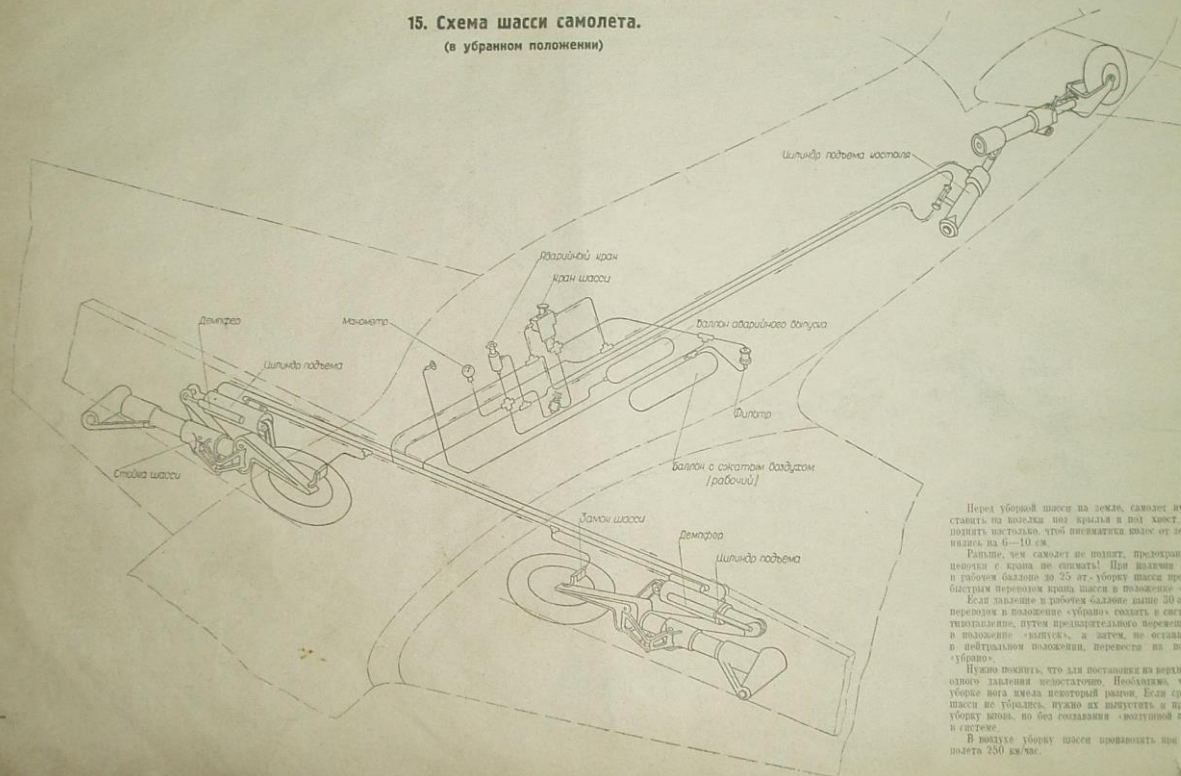 15. Схема шасси самолета.
(в убранном положении)
Цилиндр подъема костыля
Аварийный кран
Кран шасси
Демпфер
Манометр
Баллон аварийного выпуска
Цилиндр подъема
Фильтр
Стойка шасси
Баллон с сжатым воздухом
/рабочий/
Замок шасси
Демпфер
Цилиндр подъема
Перед уборкой шасси на земле, самолет
ставить на козелки под крылья и под хвост,
поднять настолько, чтоб пневматики колес от
нились на 6—10 см.
Раньше, чем самолет не поднят,
цепочки с крана не снимать! При наличии
в рабочем баллоне до 25 ат. уборку шасси
быстрым переводом крана шасси в положение
Если давление в рабочем баллоне выше 30
переводом в положение «убрано» создать в
путем предварительного
в положение «выпуск», а затем, не
в нейтральном положении, перевести на
«убрано».
Нужно помнить, что для постановки на
одного давления недостаточно. Необходимо,
уборке нога имела некоторый разгон. Если
шасси не убрались, нужно их выпустить и
уборку вновь, но без создавания «воздушной
в системе
В воздухе уборку шасси производить при
полета 250 км/час.